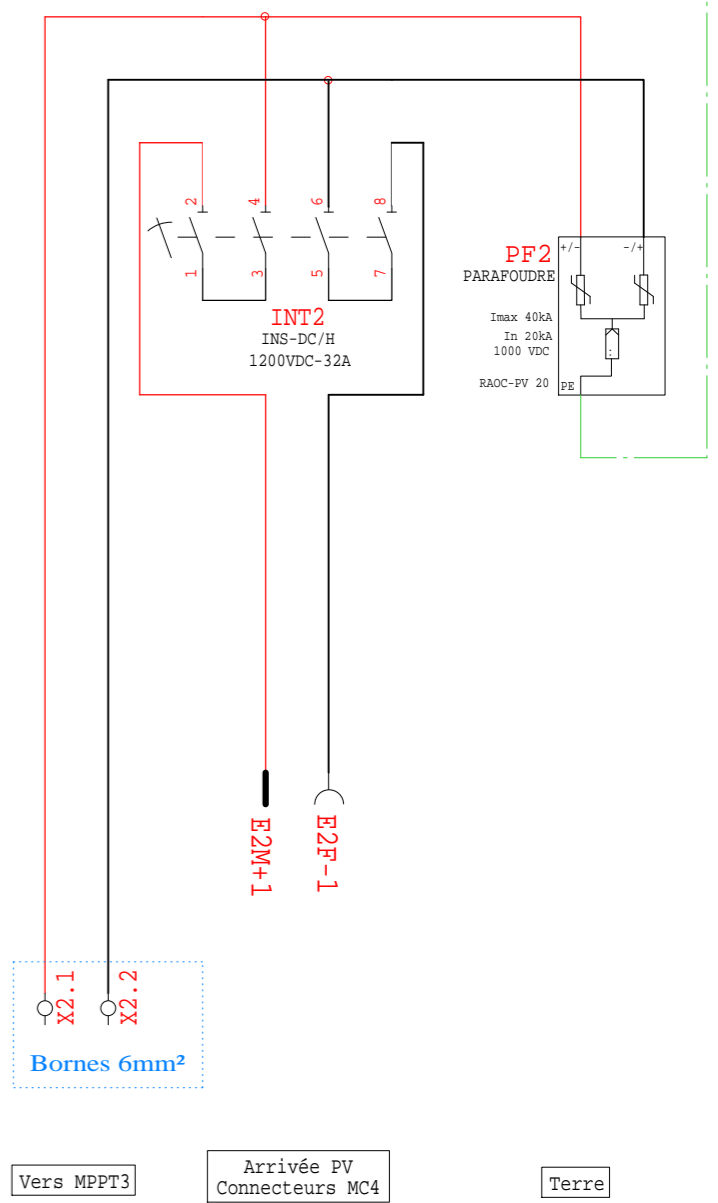 2
4
6
8
1
3
5
7
INT2
INS-DC/H
1200VDC-32A
+/-
-/+
PF2
PARAFOUDRE
Imax 40kA
In 20kA
1000 VDC
RAOC-PV 20
PE
E2M+1
E2F-1
X2.1
X2.2
Bornes 6mm²
Vers MPPT3
Arrivée PV
Connecteurs MC4
Terre